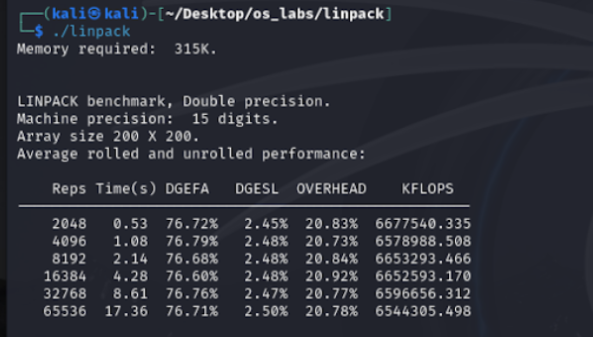 ┌──(kali㉿kali)-[~/Desktop/os_labs/linpack]
└─$ ./linpack
Memory required:  315K.
LINPACK benchmark, Double precision.
Machine precision:  15 digits.
Array size 200 X 200.
Average rolled and unrolled performance:
Reps Time(s) DGEFA   DGESL  OVERHEAD    KFLOPS
2048   0.53  76.72%   2.45%  20.83%  6677540.335
4096   1.08  76.79%   2.48%  20.73%  6578988.508
8192   2.14  76.68%   2.48%  20.84%  6653293.466
16384   4.28  76.60%   2.48%  20.92%  6652593.170
32768   8.61  76.76%   2.47%  20.77%  6596656.312
65536  17.36  76.71%   2.50%  20.78%  6544305.498